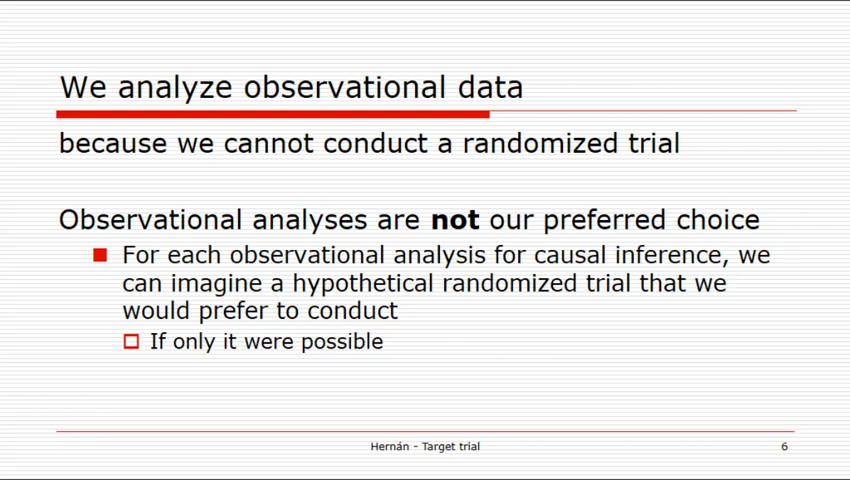 We analyze observational data
because we cannot conduct a randomized trial
Observational analyses are not our preferred choice
For each observational analysis for causal inference, we
can imagine a hypothetical randomized trial that we
would prefer to conduct
If only it were possible
Hernán - Target trial
6